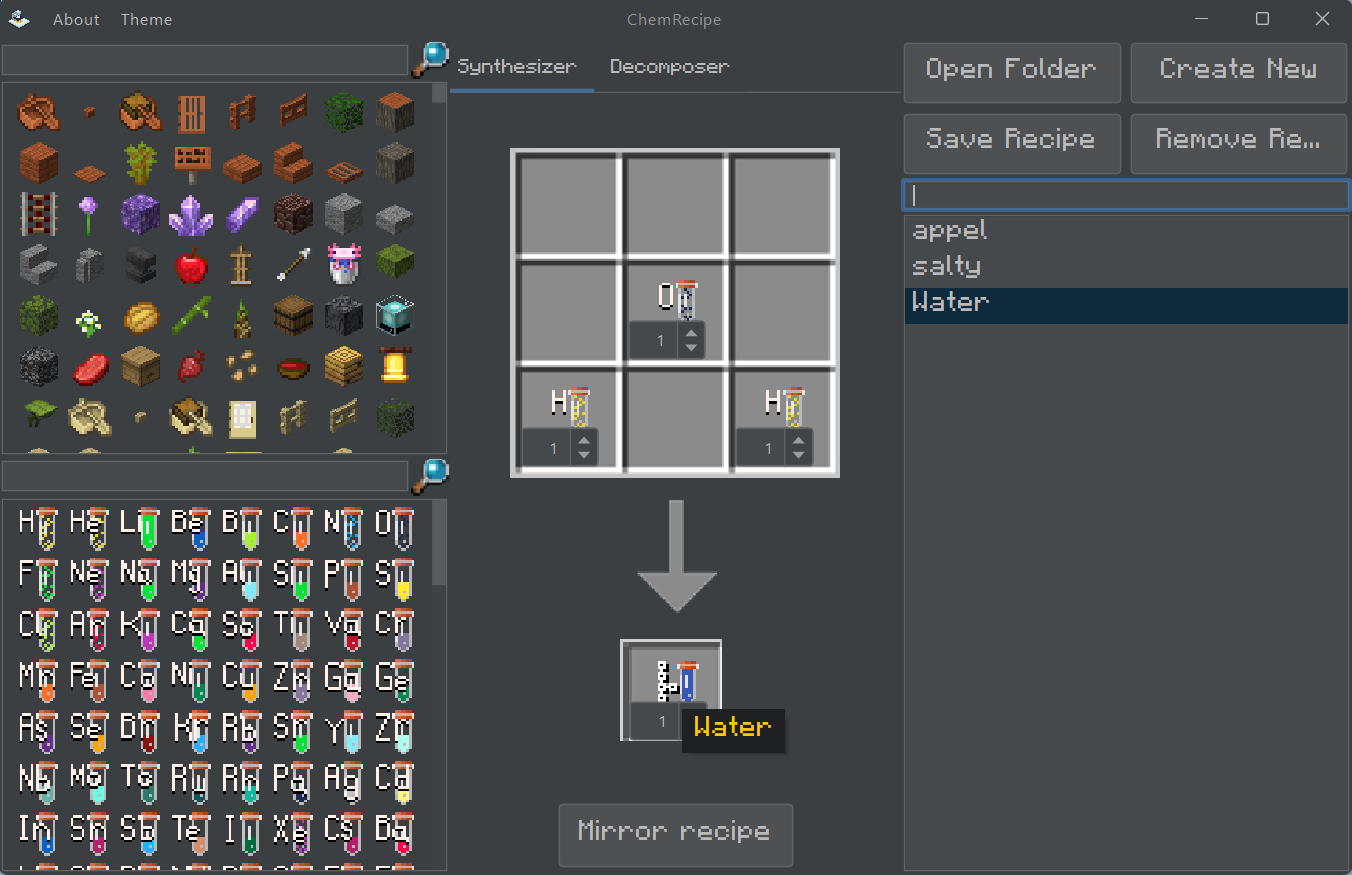 About Theme ChemRecipe
Synthesizer Decomposer
Open Folder Create New
Save Recipe Remove Re...
appel
salty
Water
O
1
H H
1 1
1
Water
Mirror recipe
H He Li Be B C N O
F Ne Na Mg Al Si P S
Cl Ar K Ca Sc Ti Va Cr
Mn Fe Co Ni Cu Zn Ga Ge
As Se Br Kr Rb Sr Y Zr
Nb Mo Tc Ru Rh Pd Ag Cd
In Sn Sb Te I Xe Cs Ba